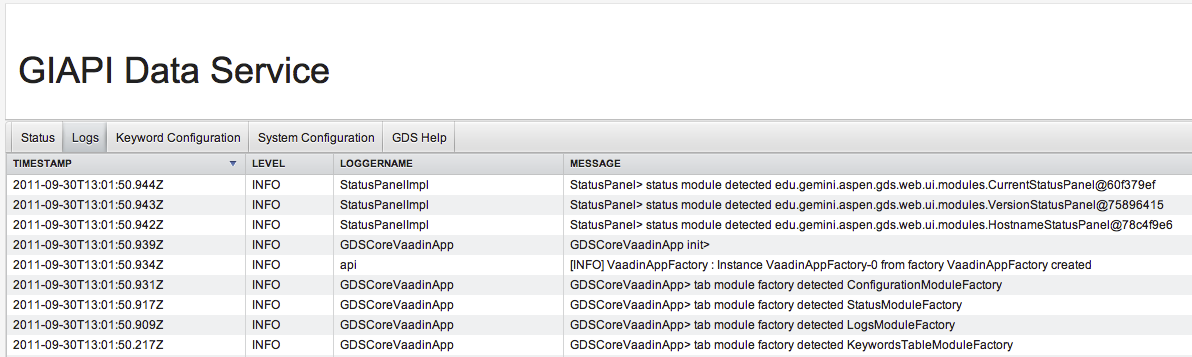 GIAPI Data Service
Status Logs Keyword Configuration System Configuration GDS Help
TIMESTAMP LEVEL LOGGERNAME MESSAGE
2011-09-30T13:01:50.944Z INFO StatusPanelImpl StatusPanel> status module detected edu.gemini.aspen.gds.web.ui.modules.CurrentStatusPanel@60f379ef
2011-09-30T13:01:50.943Z INFO StatusPanelImpl StatusPanel> status module detected edu.gemini.aspen.gds.web.ui.modules.VersionStatusPanel@75896415
2011-09-30T13:01:50.942Z INFO StatusPanelImpl StatusPanel> status module detected edu.gemini.aspen.gds.web.ui.modules.HostnameStatusPanel@78c4f9e6
2011-09-30T13:01:50.939Z INFO GDSCoreVaadinApp GDSCoreVaadinApp init>
2011-09-30T13:01:50.934Z INFO api [INFO] VaadinAppFactory : Instance VaadinAppFactory-0 from factory VaadinAppFactory created
2011-09-30T13:01:50.931Z INFO GDSCoreVaadinApp GDSCoreVaadinApp> tab module factory detected ConfigurationModuleFactory
2011-09-30T13:01:50.917Z INFO GDSCoreVaadinApp GDSCoreVaadinApp> tab module factory detected StatusModuleFactory
2011-09-30T13:01:50.909Z INFO GDSCoreVaadinApp GDSCoreVaadinApp> tab module factory detected LogsModuleFactory
2011-09-30T13:01:50.217Z INFO GDSCoreVaadinApp GDSCoreVaadinApp> tab module factory detected KeywordsTableModuleFactory